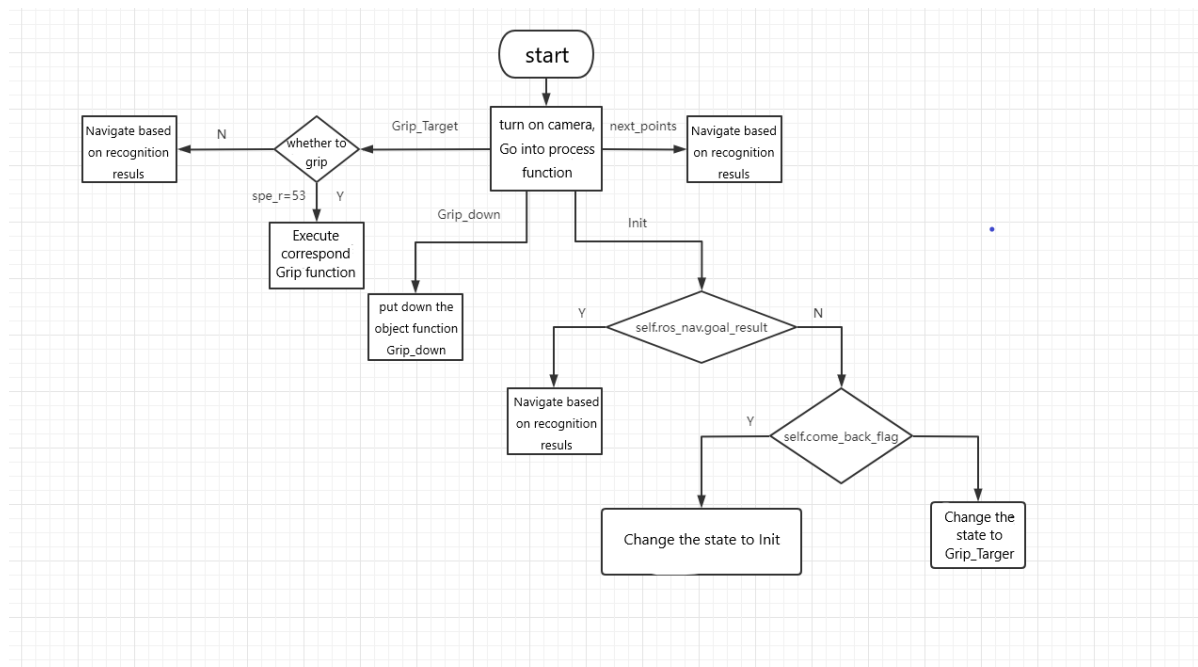 start
turn on camera,
Go into process
function
Grip_Target
next_points
Navigate based
on recognition
resuls
N
whether to
grip
Navigate based
on recognition
resuls
spe_r=53
Y
Execute
correspond
Grip function
Grip_down
Init
put down the
object function
Grip_down
Y
self.ros_nav.goal_result
N
Navigate based
on recognition
resuls
Y
self.come_back_flag
Change the state to Init
Change the
state to
Grip_Targer